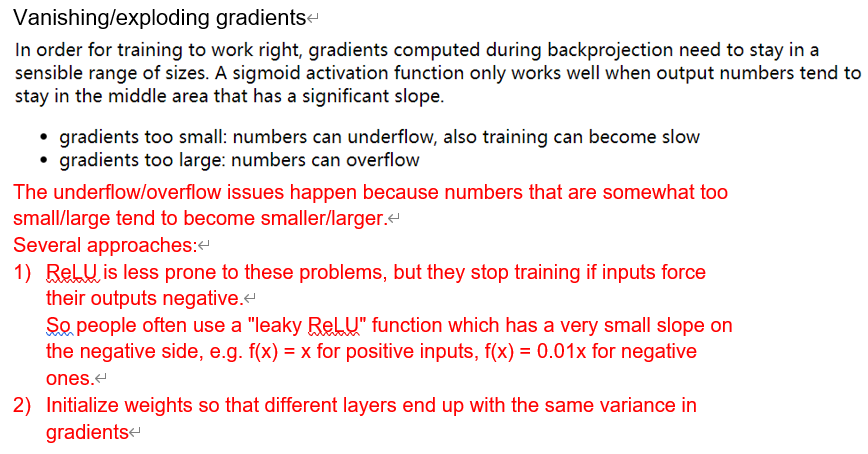 Vanishing/exploding gradients↵
In order for training to work right, gradients computed during backprojection need to stay in a
sensible range of sizes. A sigmoid activation function only works well when output numbers tend to
stay in the middle area that has a significant slope.
• gradients too small: numbers can underflow, also training can become slow
• gradients too large: numbers can overflow
The underflow/overflow issues happen because numbers that are somewhat too
small/large tend to become smaller/larger.↵
Several approaches:↵
1) ReLU is less prone to these problems, but they stop training if inputs force
their outputs negative.↵
So people often use a "leaky ReLU" function which has a very small slope on
the negative side, e.g. f(x) = x for positive inputs, f(x) = 0.01x for negative
ones.↵
2) Initialize weights so that different layers end up with the same variance in
gradients↵